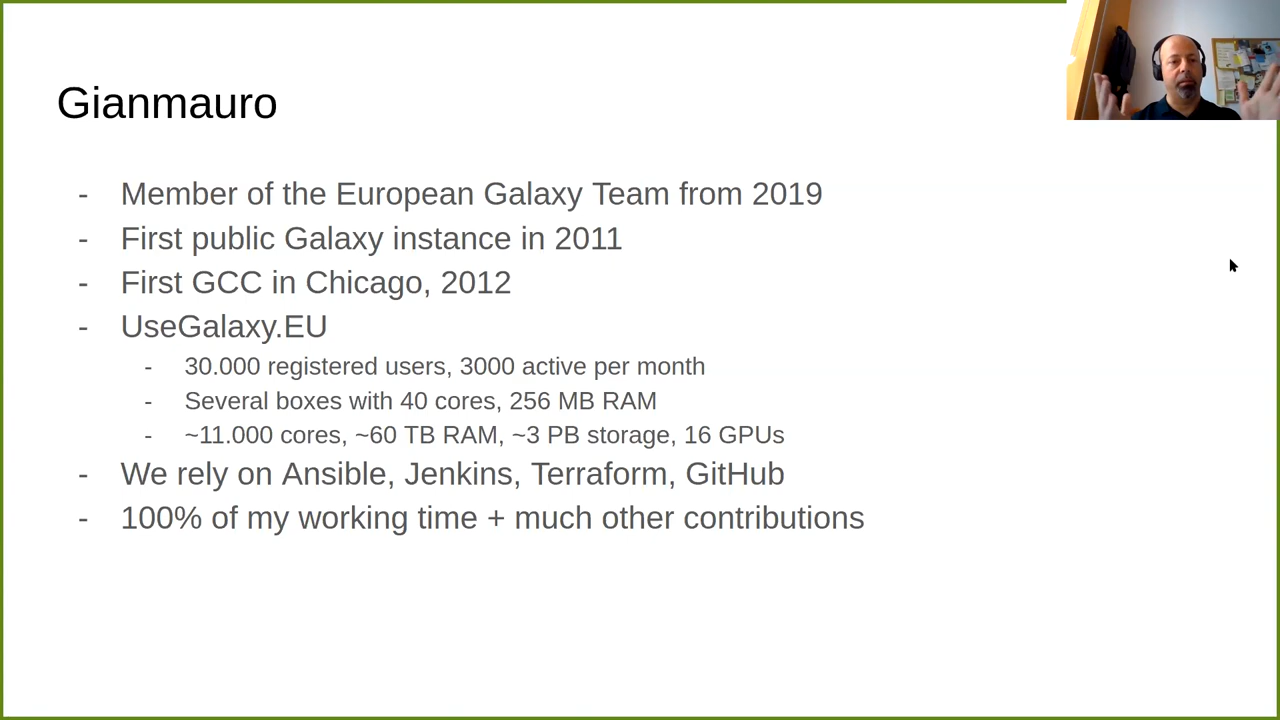 Gianmauro
- Member of the European Galaxy Team from 2019
- First public Galaxy instance in 2011
- First GCC in Chicago, 2012
- UseGalaxy.EU
- 30.000 registered users, 3000 active per month
- Several boxes with 40 cores, 256 MB RAM
- ~11.000 cores, ~60 TB RAM, ~3 PB storage, 16 GPUs
- We rely on Ansible, Jenkins, Terraform, GitHub
- 100% of my working time + much other contributions